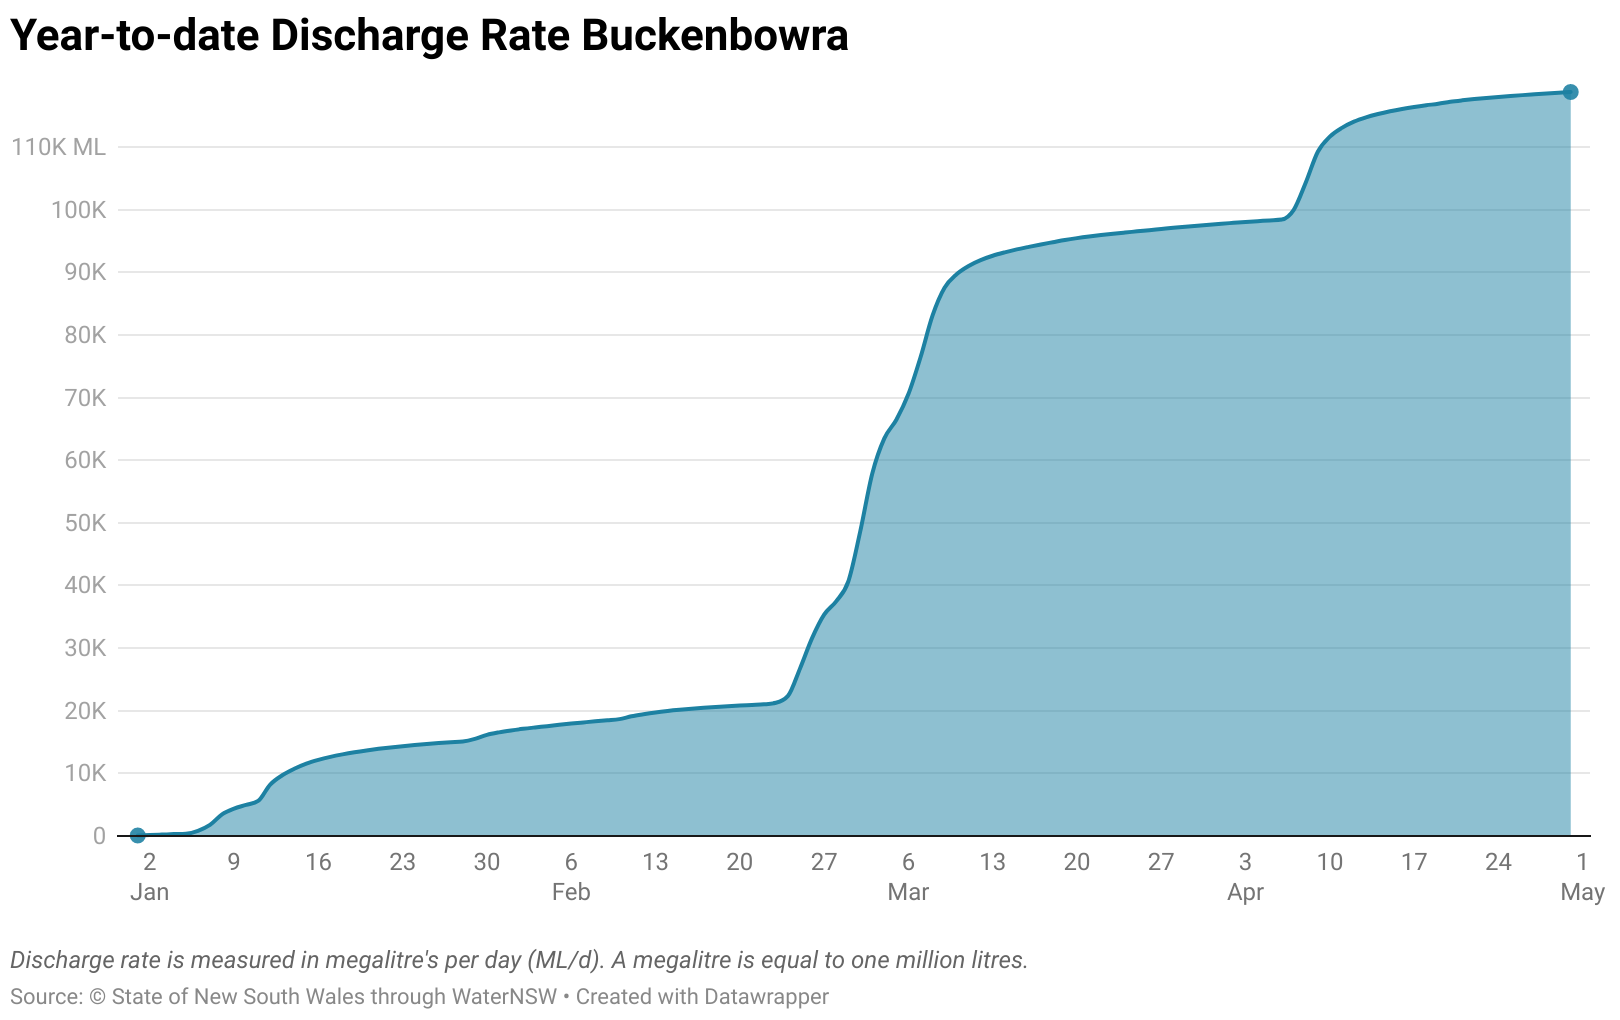 Year-to-date Discharge Rate Buckenbowra
110K ML
100K
90K
80K
70K
60K
50K
40K
30K
20K
10K
0
2 9 16 23 30 6 13 20 27 6 13 20 27 3 10 17 24 1
Jan Feb Mar Apr May
Discharge rate is measured in megalitre's per day (ML/d). A megalitre is equal to one million litres.
Source: © State of New South Wales through WaterNSW • Created with Datawrapper